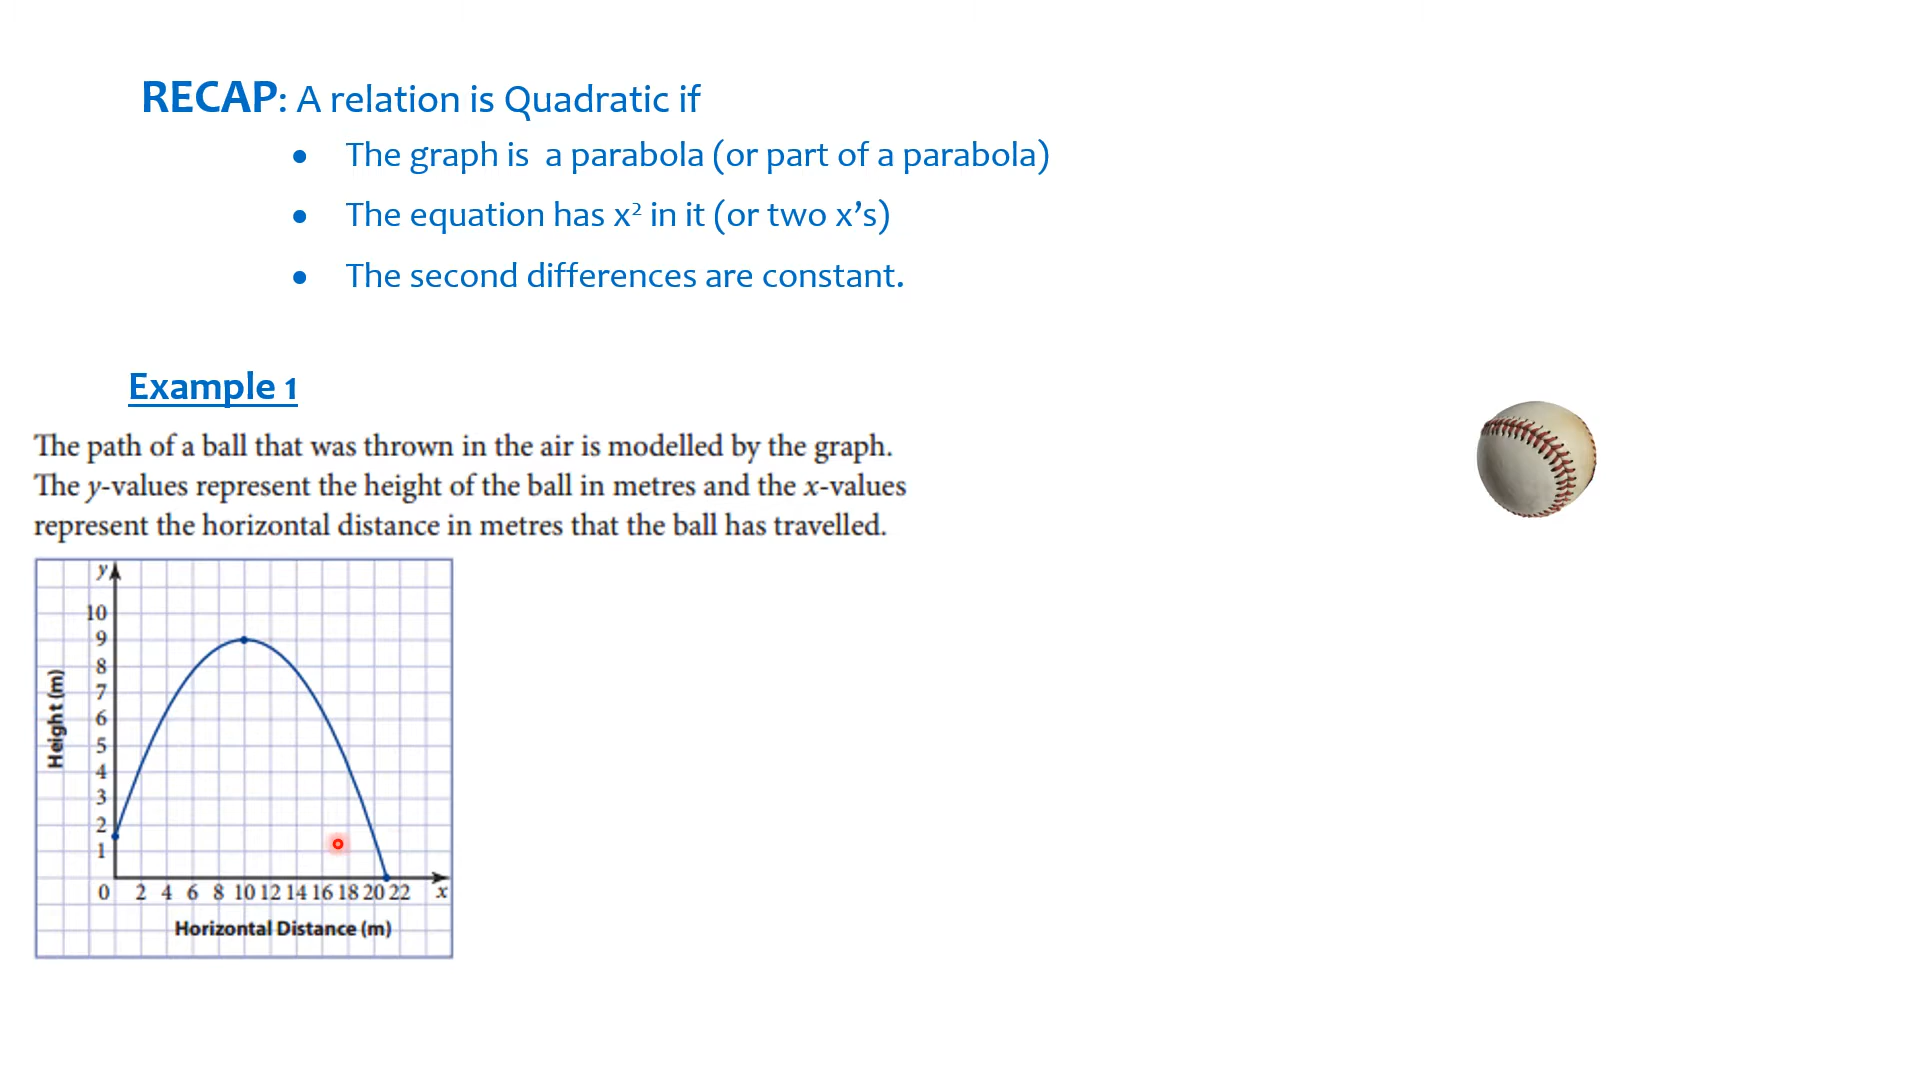 RECAP: A relation is Quadratic if
● The graph is a parabola (or part of a parabola)
● The equation has x² in it (or two x’s)
● The second differences are constant.
Example 1
The path of a ball that was thrown in the air is modelled by the graph.
The y-values represent the height of the ball in metres and the x-values
represent the horizontal distance in metres that the ball has travelled.
y
10
9
8
7
6
5
4
3
2
1
Height (m)
0 2 4 6 8 10 12 14 16 18 20 22 x
Horizontal Distance (m)